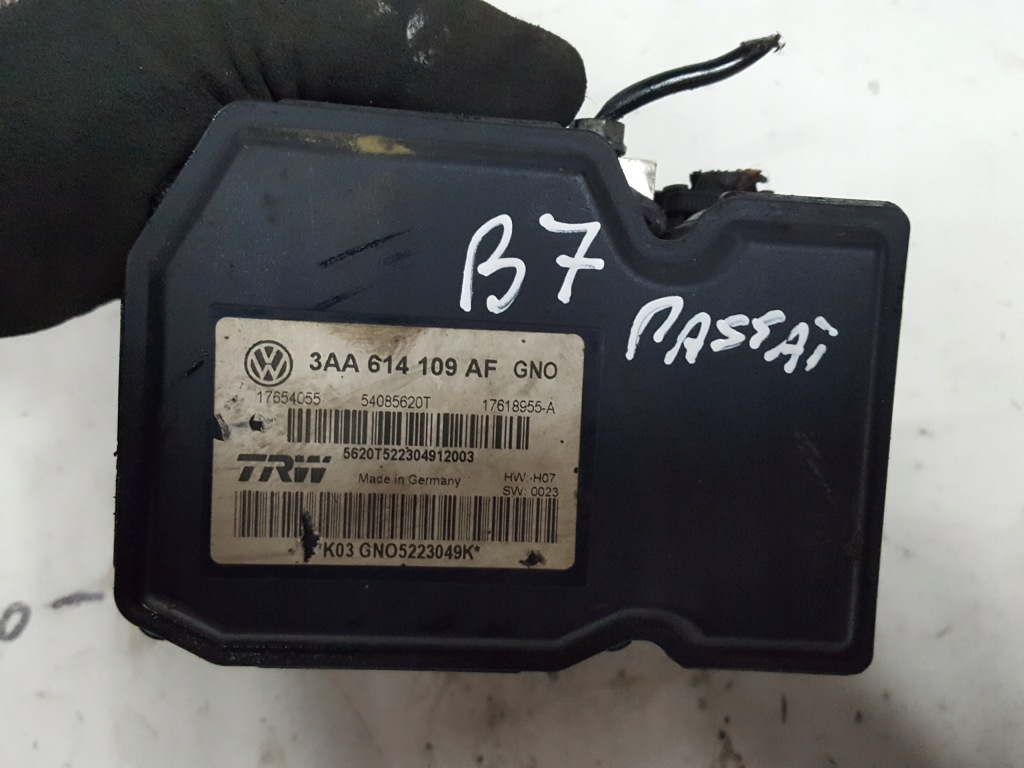 B7
PASSAT
3AA 614 109 AF GNO
17654055 54085620T 17618955-A
5620T522304912003
TRW Made in Germany HW: H07
SW: 0023
*K03 GNO5223049K*